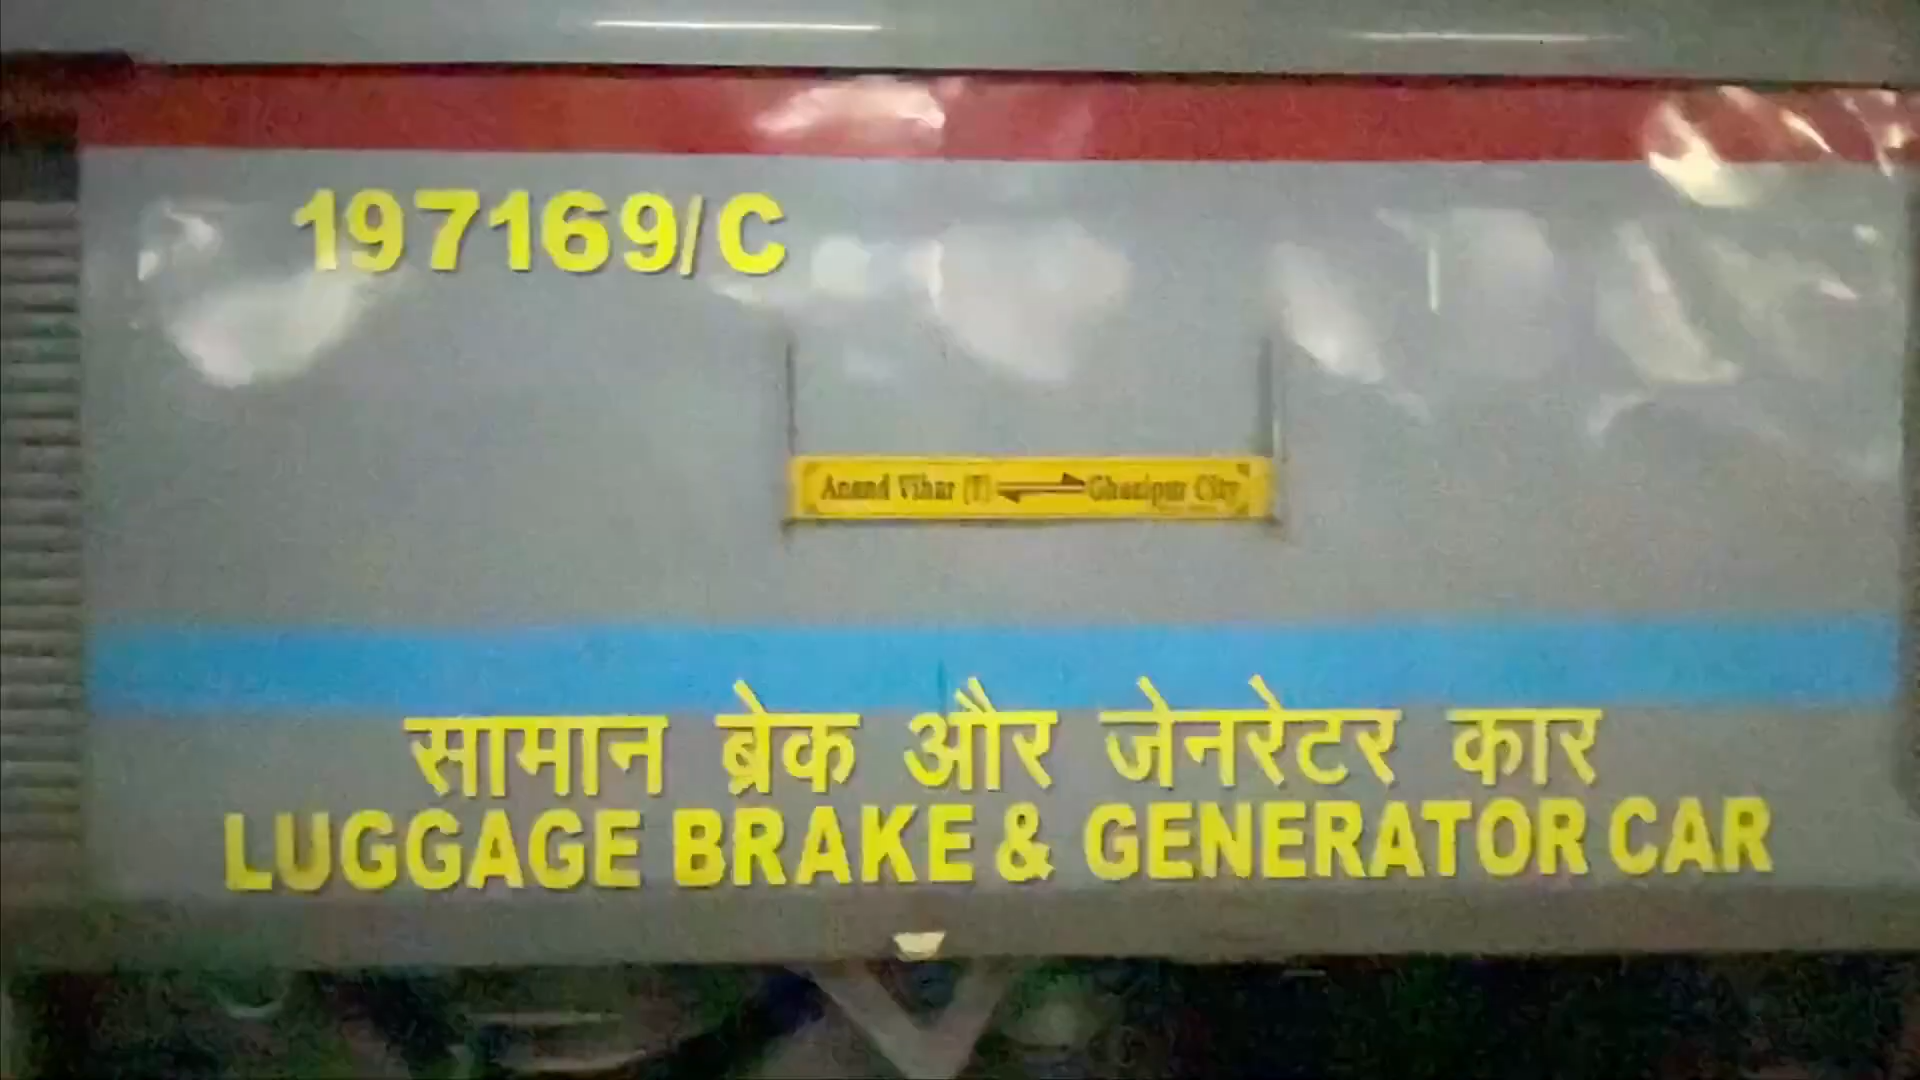 197169/C
Anand Vihar (T) Ghazipur City
सामान ब्रेक और जेनरेटर कार
LUGGAGE BRAKE & GENERATOR CAR